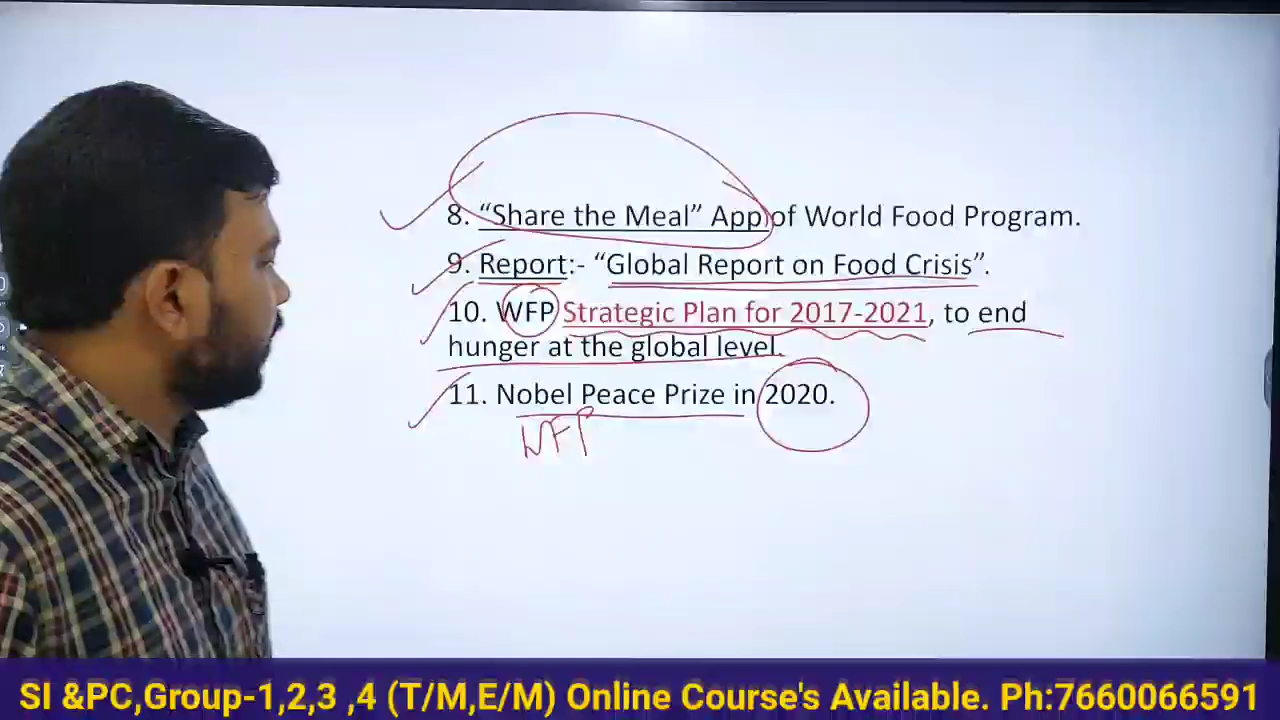 8. “Share the Meal” App of World Food Program.
9. Report:- “Global Report on Food Crisis”.
10. WFP Strategic Plan for 2017-2021, to end
hunger at the global level.
11. Nobel Peace Prize in 2020.
WFP
SI &PC,Group-1,2,3 ,4 (T/M,E/M) Online Course's Available. Ph:7660066591